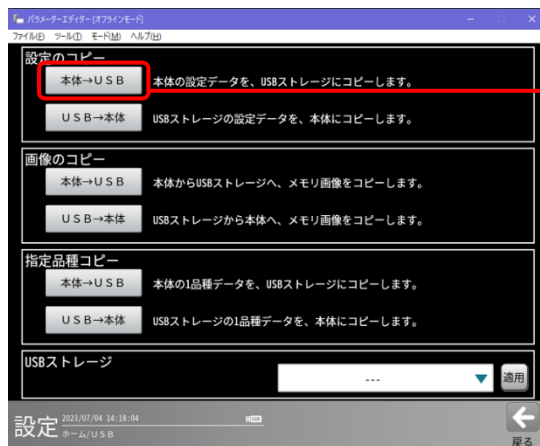 パラメーターエディター [オフラインモード]
ファイル(F) ツール(T) モード(M) ヘルプ(H)
設定のコピー
本体→USB 本体の設定データを、USBストレージにコピーします。
USB→本体 USBストレージの設定データを、本体にコピーします。
画像のコピー
本体→USB 本体からUSBストレージへ、メモリ画像をコピーします。
USB→本体 USBストレージから本体へ、メモリ画像をコピーします。
指定品種コピー
本体→USB 本体の1品種データを、USBストレージにコピーします。
USB→本体 USBストレージの1品種データを、本体にコピーします。
USBストレージ
--- 適用
設定 2023/07/04 14:18:04
ホーム/USB
戻る